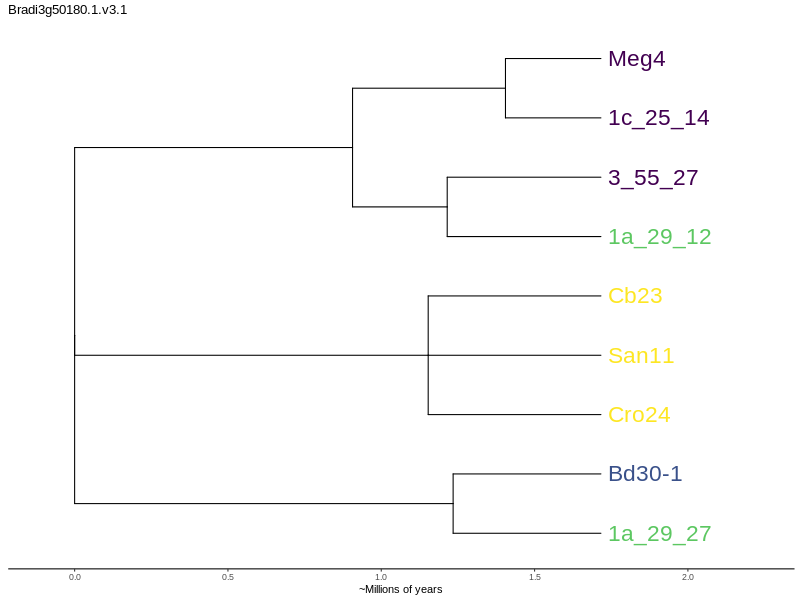 Bradi3g50180.1.v3.1
Meg4
1c_25_14
3_55_27
1a_29_12
Cb23
San11
Cro24
Bd30-1
1a_29_27
0.0 0.5 1.0 1.5 2.0
~Millions of years